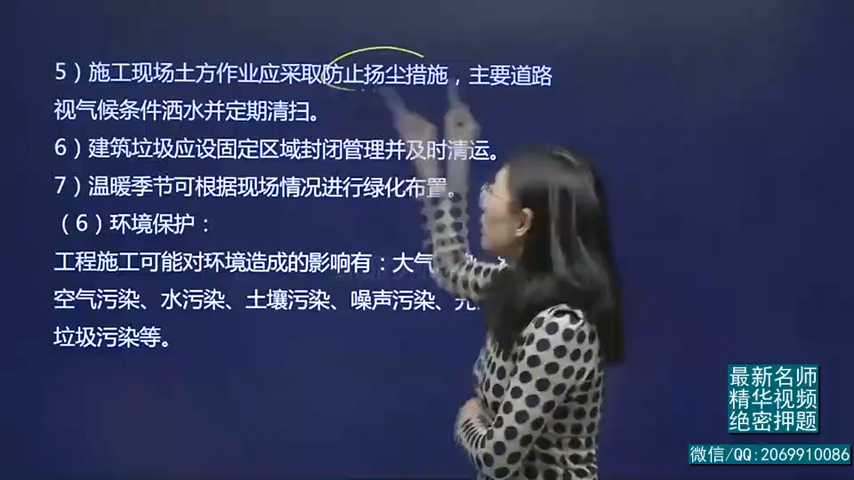 5）施工现场土方作业应采取防止扬尘措施，主要道路
视气候条件洒水并定期清扫。
6）建筑垃圾应设固定区域封闭管理并及时清运。
7）温暖季节可根据现场情况进行绿化布置。
（6）环境保护：
工程施工可能对环境造成的影响有：大气
空气污染、水污染、土壤污染、噪声污染、
垃圾污染等。
最新名师
精华视频
绝密押题
微信/QQ:2069910086